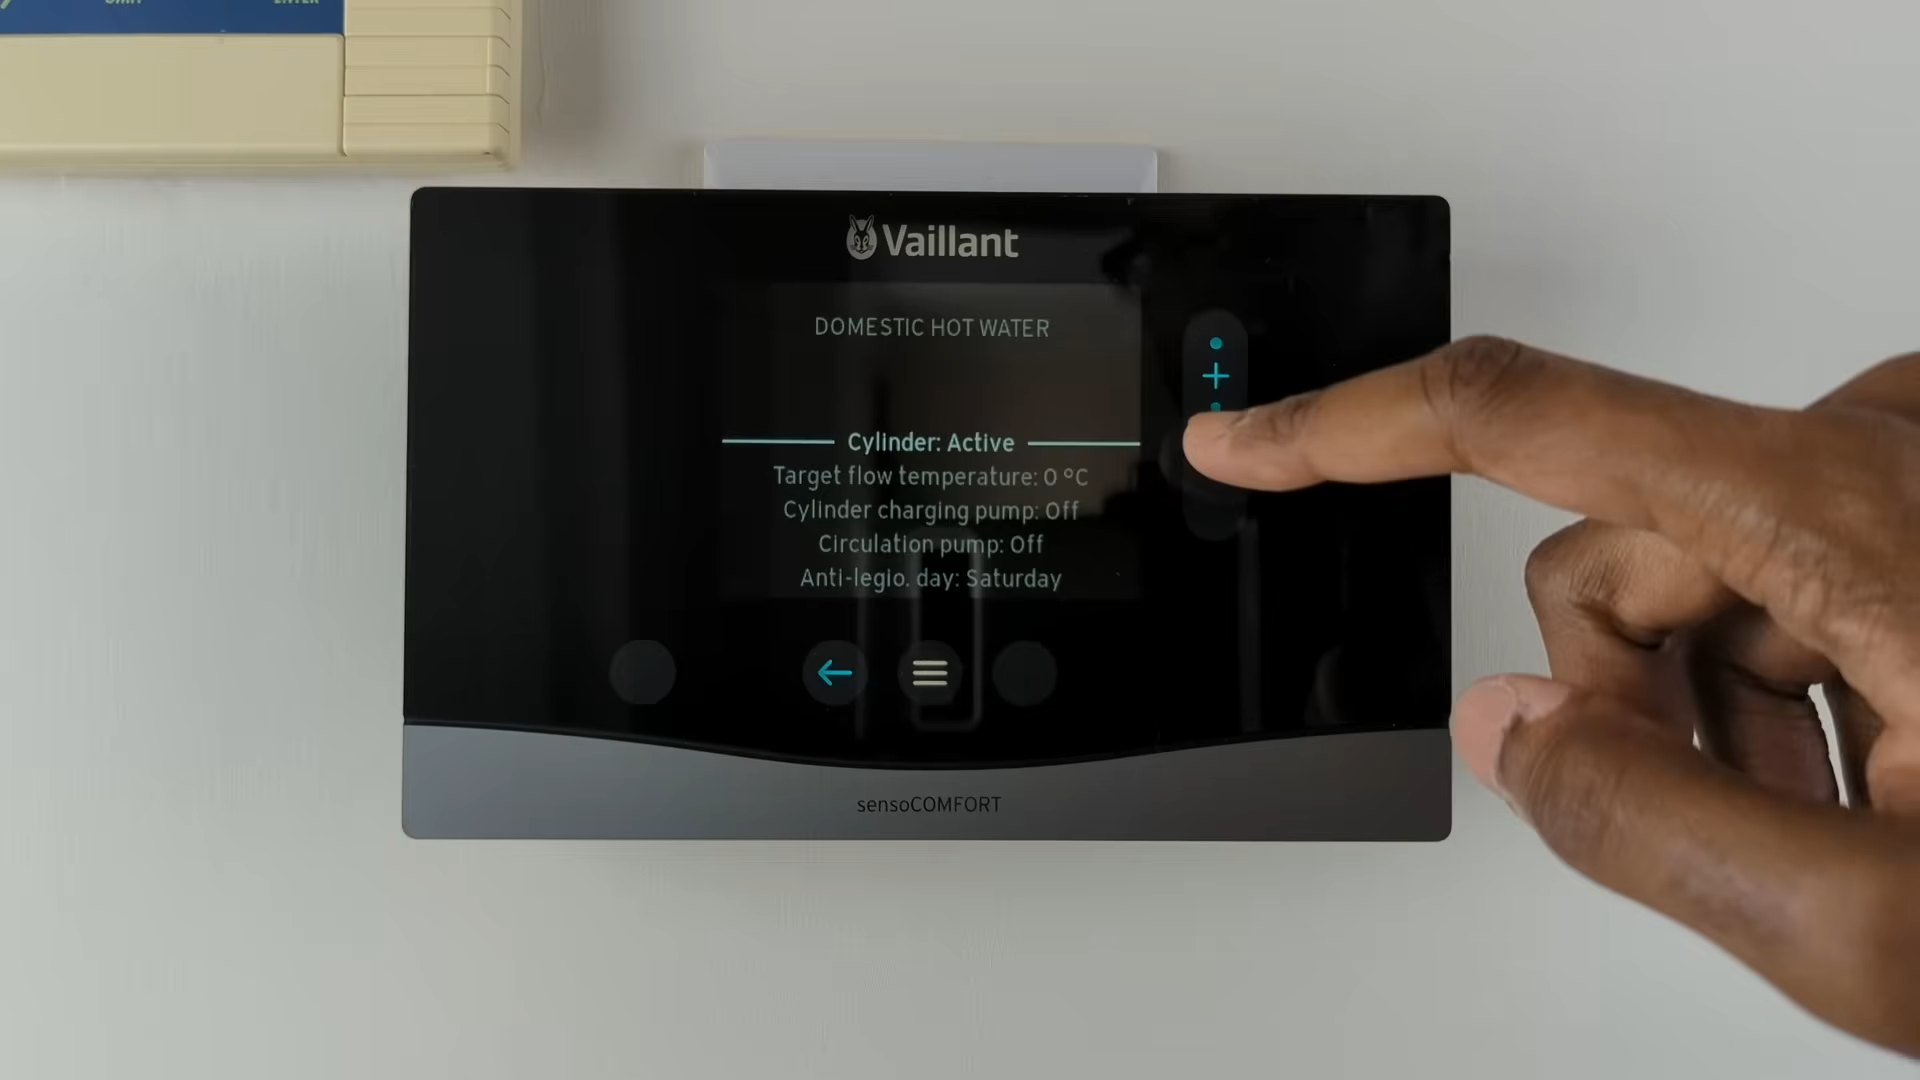 Vaillant
DOMESTIC HOT WATER
Cylinder: Active
Target flow temperature: 0 °C
Cylinder charging pump: Off
Circulation pump: Off
Anti-legio. day: Saturday
sensoCOMFORT